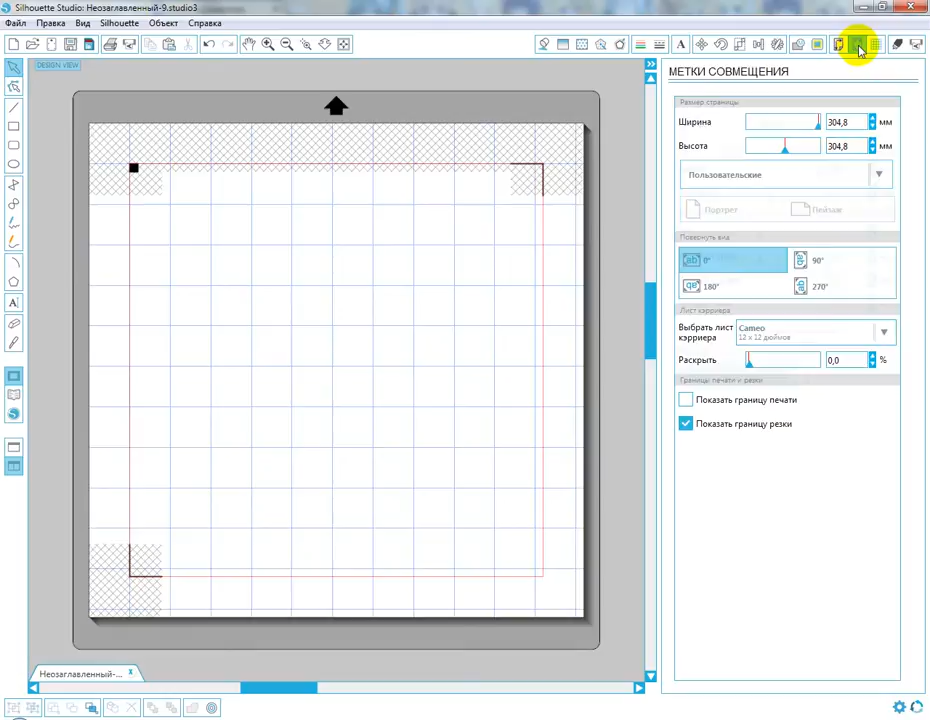 Silhouette Studio: Неозаглавленный-9.studio3
Файл Правка Вид Silhouette Объект Справка
A
DESIGN VIEW
МЕТКИ СОВМЕЩЕНИЯ
Размер страницы
Ширина 304,8 мм
Высота 304,8 мм
Пользовательские
Портрет Пейзаж
Повернуть вид
ab 0° 90°
180° 270°
Лист кэрриера
Выбрать лист кэрриера
Cameo
12 x 12 дюймов
Раскрыть 0,0 %
Границы печати и резки
Показать границу печати
Показать границу резки
A
Неозаглавленный-... x